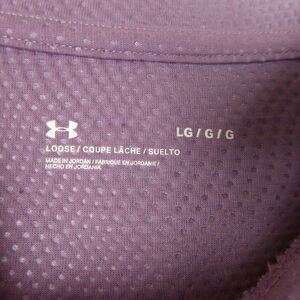 LG / G / G
LOOSE / COUPE LÂCHE / SUELTO
MADE IN JORDAN / FABRIQUÉ EN JORDANIE /
HECHO EN JORDANIA